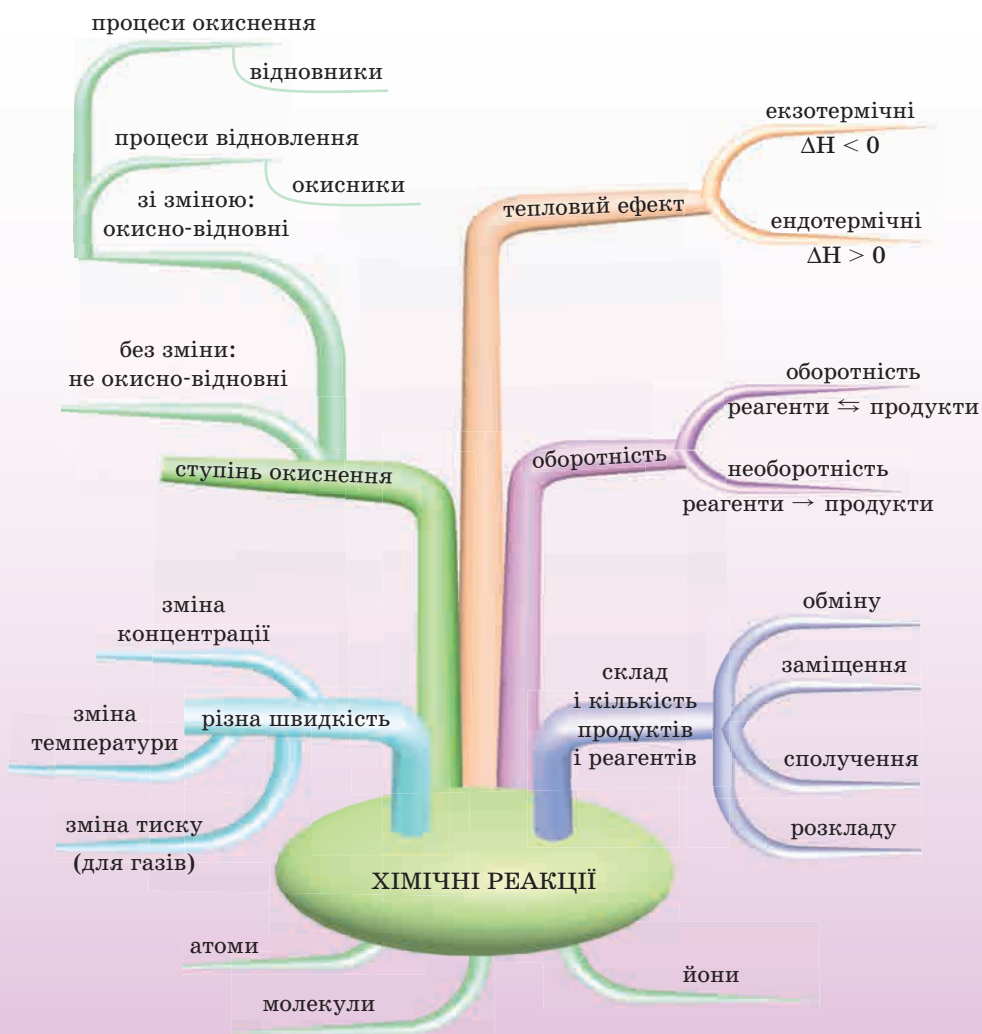 процеси окиснення
відновники
процеси відновлення
окисники
зі зміною:
окисно-відновні
без зміни:
не окисно-відновні
ступінь окиснення
екзотермічні
ΔH < 0
тепловий ефект
ендотермічні
ΔH > 0
оборотність
реагенти ⇆ продукти
оборотність
необоротність
реагенти → продукти
зміна
концентрації
зміна
температури
різна швидкість
зміна тиску
(для газів)
склад
і кількість
продуктів
і реагентів
обміну
заміщення
сполучення
розкладу
ХІМІЧНІ РЕАКЦІЇ
атоми
молекули
йони